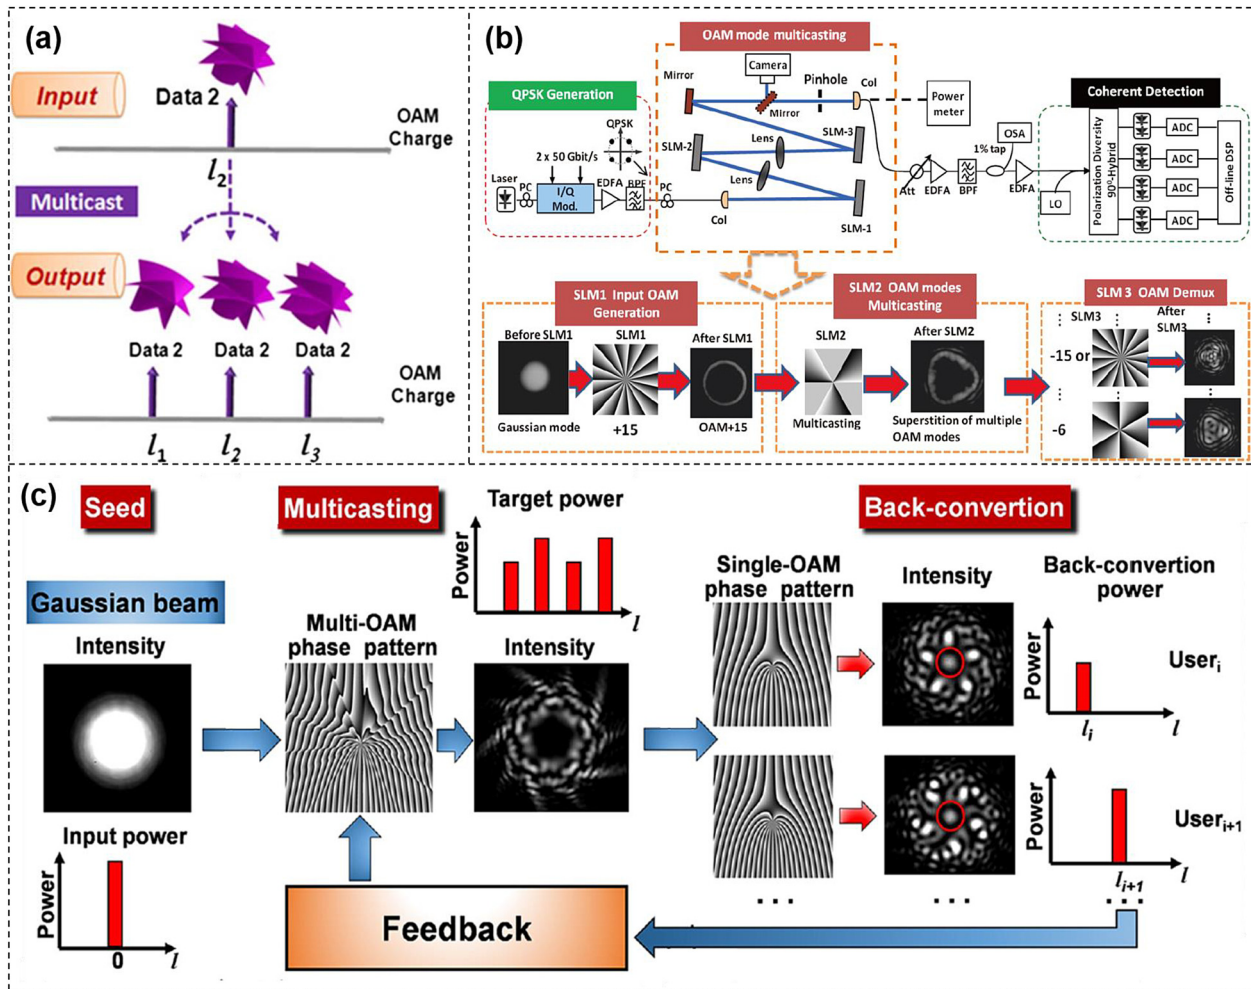 (a)
Input
Data 2
OAM
Charge
l2
Multicast
Output
Data 2 Data 2 Data 2
OAM
Charge
l1 l2 l3
(b)
OAM mode multicasting
Camera
Mirror
Pinhole
Col
Mirror
Power
meter
QPSK Generation
QPSK
2 x 50 Gbit/s
Laser
PC
I/Q
Mod.
EDFA
BPF
PC
SLM-2
Lens
SLM-3
Lens
Col
SLM-1
Att
EDFA
BPF
1% tap
OSA
EDFA
Coherent Detection
LO
Polarization Diversity
90º-Hybrid
ADC
ADC
ADC
ADC
Off-line DSP
SLM1 Input OAM
Generation
Before SLM1
SLM1
After SLM1
Gaussian mode
+15
OAM+15
SLM2 OAM modes
Multicasting
SLM2
After SLM2
Multicasting
Superstition of multiple
OAM modes
SLM 3 OAM Demux
SLM3
After
SLM3
-15 or
-6
(c)
Seed
Gaussian beam
Intensity
Input power
Power
0
l
Multicasting
Target power
Power
l
Multi-OAM
phase pattern
Intensity
Feedback
Back-convertion
Single-OAM
phase pattern
Intensity
Back-convertion
power
Power
li
l
Useri
Power
li+1
l
Useri+1